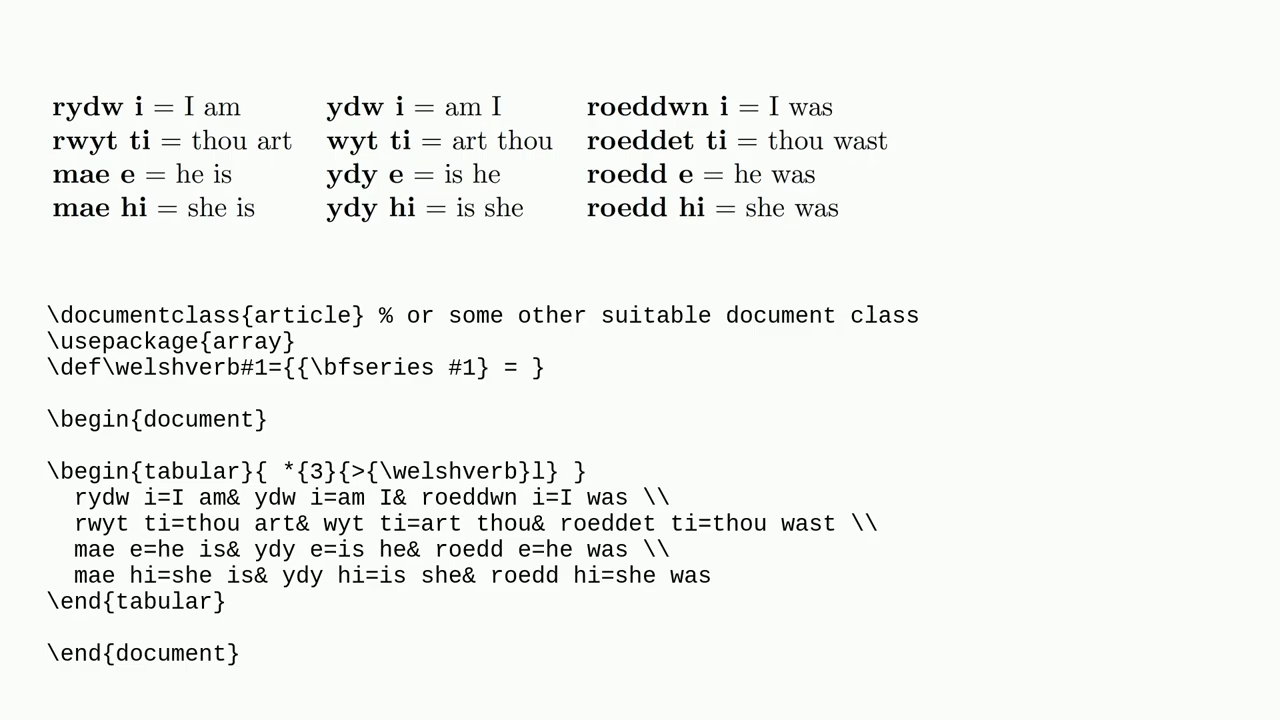 rydw i = I am ydw i = am I roeddwn i = I was
rwyt ti = thou art wyt ti = art thou roeddet ti = thou wast
mae e = he is ydy e = is he roedd e = he was
mae hi = she is ydy hi = is she roedd hi = she was
\documentclass{article} % or some other suitable document class
\usepackage{array}
\def\welshverb#1={{\bfseries #1} = }
\begin{document}
\begin{tabular}{ *{3}{>{\welshverb}l} }
rydw i=I am& ydw i=am I& roeddwn i=I was \\
rwyt ti=thou art& wyt ti=art thou& roeddet ti=thou wast \\
mae e=he is& ydy e=is he& roedd e=he was \\
mae hi=she is& ydy hi=is she& roedd hi=she was
\end{tabular}
\end{document}